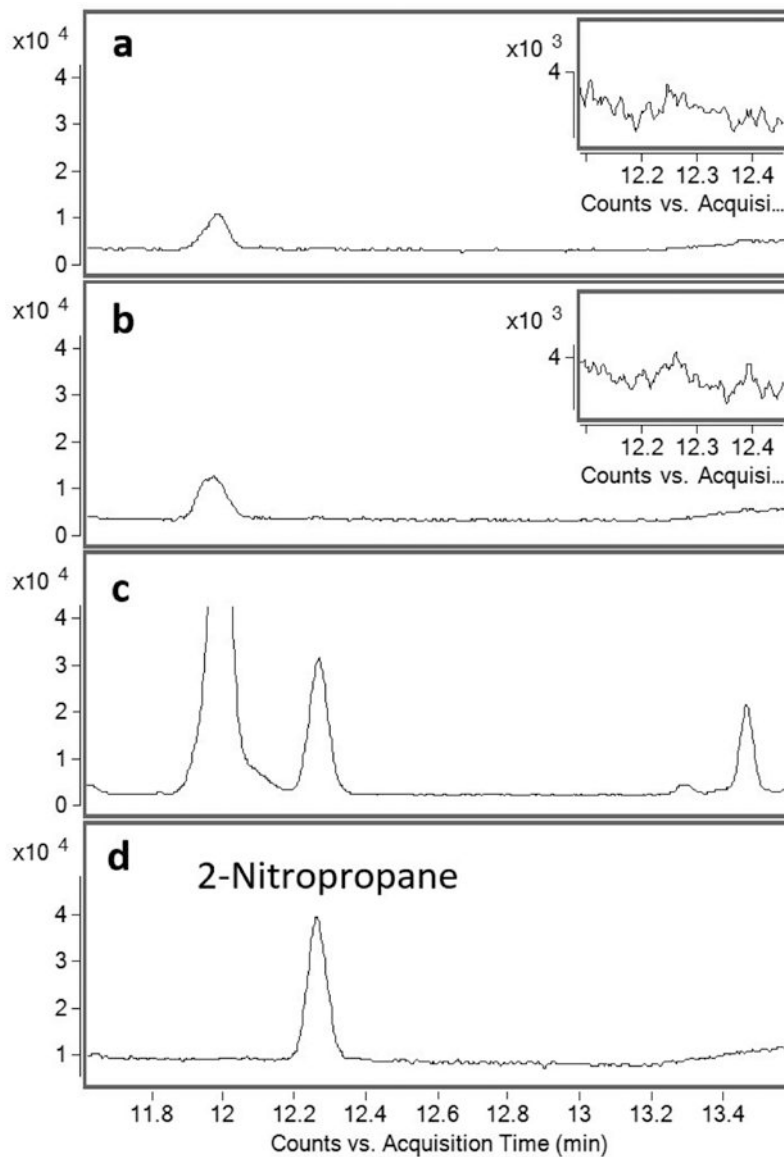 a
x10 4
4
3
2
1
0
x10 3
4
12.2 12.3 12.4
Counts vs. Acquisi...
b
x10 4
4
3
2
1
0
x10 3
4
12.2 12.3 12.4
Counts vs. Acquisi...
c
x10 4
4
3
2
1
0
d
x10 4
2-Nitropropane
4
3
2
1
11.8 12 12.2 12.4 12.6 12.8 13 13.2 13.4
Counts vs. Acquisition Time (min)